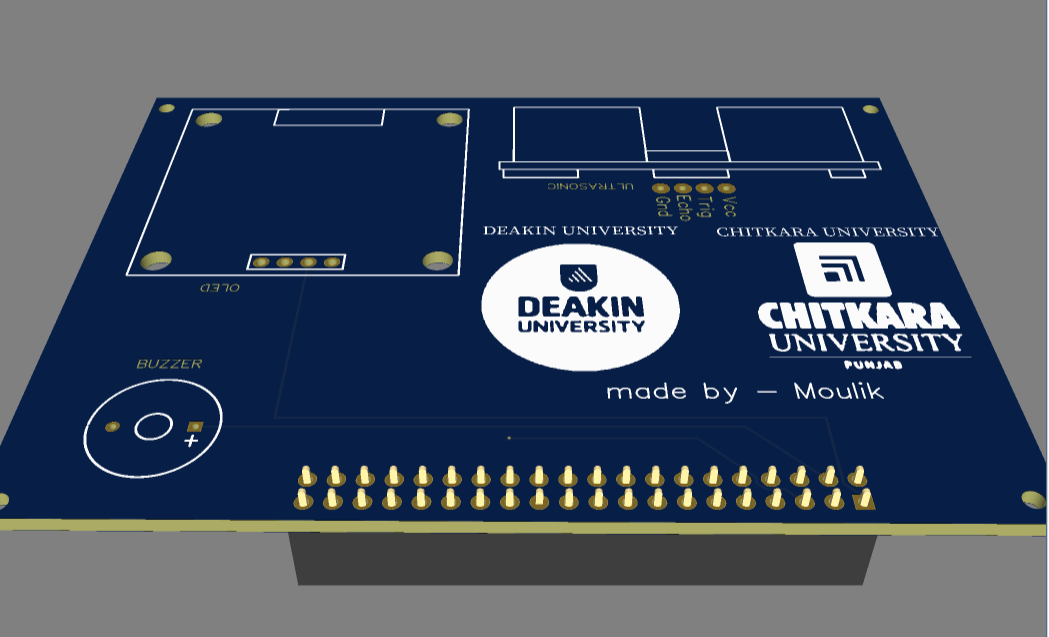 ULTRASONIC
Gnd
Echo
Trig
Vcc
DEAKIN UNIVERSITY
CHITKARA UNIVERSITY
DEAKIN
UNIVERSITY
CHITKARA
UNIVERSITY
PUNJAB
OLED
BUZZER
+
made by - Moulik